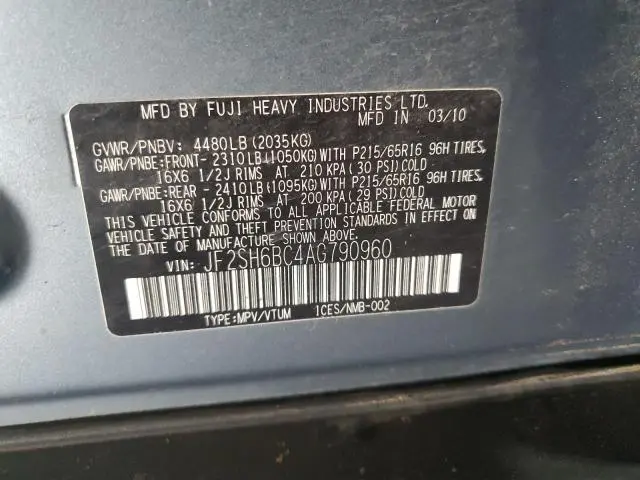 MFD BY FUJI HEAVY INDUSTRIES LTD.
MFD IN 03/10
GVWR/PNBV: 4480LB(2035KG)
GAWR/PNBE:FRONT- 2310LB(1050KG)WITH P215/65R16 96H TIRES,
16X6 1/2J RIMS AT 210 KPA(30 PSI)COLD
GAWR/PNBE:REAR - 2410LB(1095KG)WITH P215/65R16 96H TIRES,
16X6 1/2J RIMS AT 200 KPA(29 PSI)COLD
THIS VEHICLE CONFORMS TO ALL APPLICABLE FEDERAL MOTOR
VEHICLE SAFETY AND THEFT PREVENTION STANDARDS IN EFFECT ON
THE DATE OF MANUFACTURE SHOWN ABOVE.
VIN: JF2SH6BC4AG790960
TYPE:MPV/VTUM ICES/NMB-002